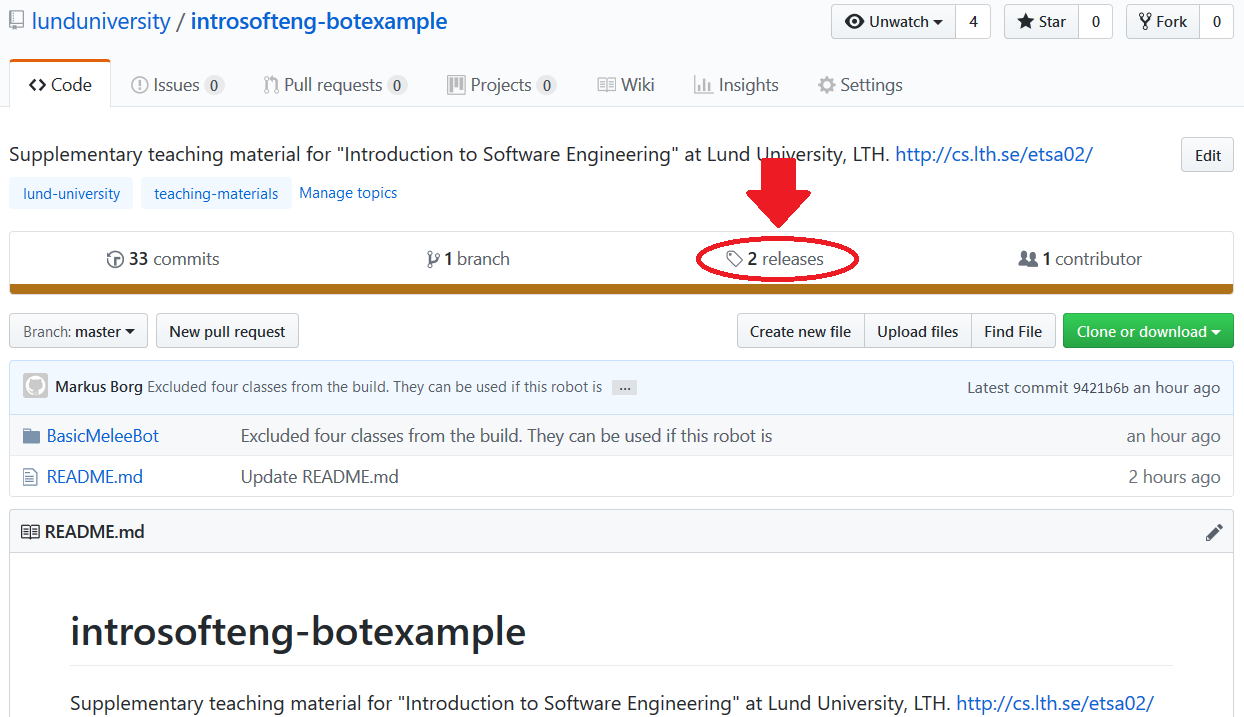 lunduniversity / introsofteng-botexample Unwatch 4 Star 0 Fork 0
Code Issues 0 Pull requests 0 Projects 0 Wiki Insights Settings
Supplementary teaching material for "Introduction to Software Engineering" at Lund University, LTH. http://cs.lth.se/etsa02/ Edit
lund-university teaching-materials Manage topics
33 commits 1 branch 2 releases 1 contributor
Branch: master New pull request Create new file Upload files Find File Clone or download
Markus Borg Excluded four classes from the build. They can be used if this robot is ... Latest commit 9421b6b an hour ago
BasicMeleeBot Excluded four classes from the build. They can be used if this robot is an hour ago
README.md Update README.md 2 hours ago
README.md
introsofteng-botexample
Supplementary teaching material for "Introduction to Software Engineering" at Lund University, LTH. http://cs.lth.se/etsa02/